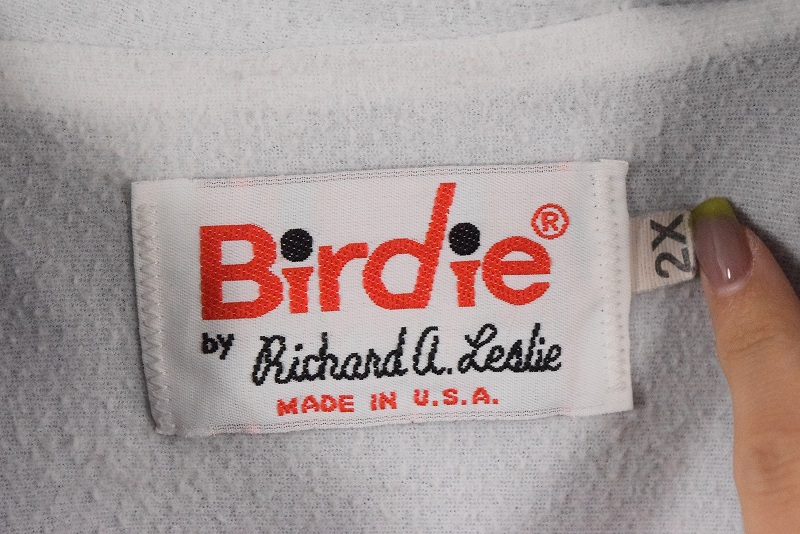 Birdie®
by Richard A. Leslie
MADE IN U.S.A.
2X